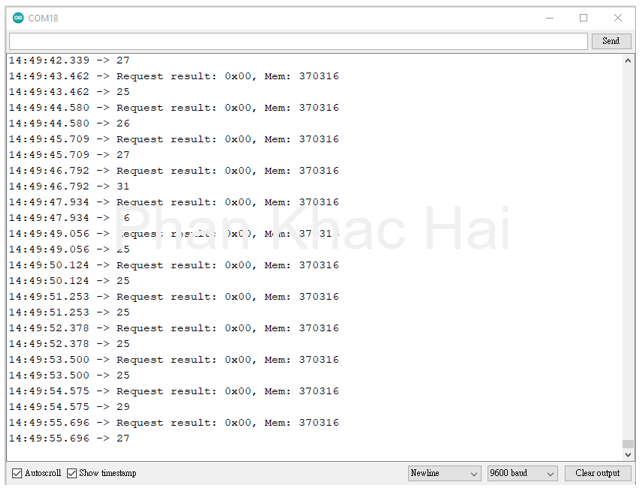 COM18
Send
14:49:42.339 -> 27
14:49:43.462 -> Request result: 0x00, Mem: 370316
14:49:43.462 -> 25
14:49:44.580 -> Request result: 0x00, Mem: 370316
14:49:44.580 -> 26
14:49:45.709 -> Request result: 0x00, Mem: 370316
14:49:45.709 -> 27
14:49:46.792 -> Request result: 0x00, Mem: 370316
14:49:46.792 -> 31
14:49:47.934 -> Request result: 0x00, Mem: 370316
14:49:47.934 -> 6
Phan Khac Hai
14:49:49.056 -> Request result: 0x00, Mem: 370316
14:49:49.056 -> 25
14:49:50.124 -> Request result: 0x00, Mem: 370316
14:49:50.124 -> 25
14:49:51.253 -> Request result: 0x00, Mem: 370316
14:49:51.253 -> 25
14:49:52.378 -> Request result: 0x00, Mem: 370316
14:49:52.378 -> 25
14:49:53.500 -> Request result: 0x00, Mem: 370316
14:49:53.500 -> 25
14:49:54.575 -> Request result: 0x00, Mem: 370316
14:49:54.575 -> 29
14:49:55.696 -> Request result: 0x00, Mem: 370316
14:49:55.696 -> 27
Autoscroll Show timestamp Newline 9600 baud Clear output